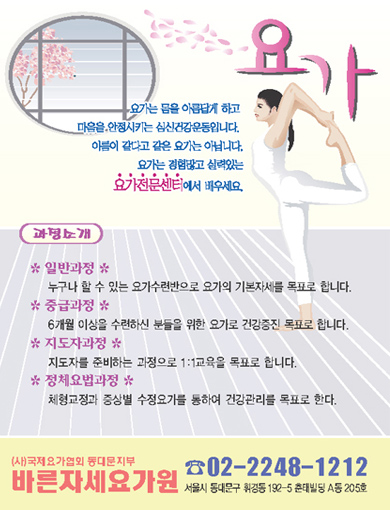 요가
요가는 몸을 아름답게 하고
마음을 안정시키는 심신건강운동입니다.
이름이 같다고 같은 요가는 아닙니다.
요가는 경험많고 실력있는
요가전문센터에서 배우세요.
과정소개
* 일반과정 *
누구나 할 수 있는 요가수련반으로 요가의 기본자세를 목표로 합니다.
* 중급과정 *
6개월 이상을 수련하신 분들을 위한 요가로 건강증진 목표로 합니다.
* 지도자과정 *
지도자를 준비하는 과정으로 1:1교육을 목표로 합니다.
* 정체요법과정 *
체형교정과 증상별 수정요가를 통하여 건강관리를 목표로 한다.
(사)국제요가협회 동대문지부
바른자세요가원
☎02-2248-1212
서울시 동대문구 휘경동 192-5 춘태빌딩 A동 205호